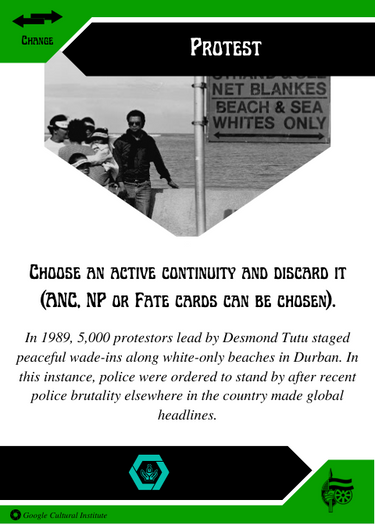 Change
Protest
STRAND & SEE
NET BLANKES
BEACH & SEA
WHITES ONLY
Choose an active continuity and discard it
(ANC, NP or Fate cards can be chosen).
In 1989, 5,000 protestors lead by Desmond Tutu staged
peaceful wade-ins along white-only beaches in Durban. In
this instance, police were ordered to stand by after recent
police brutality elsewhere in the country made global
headlines.
Google Cultural Institute